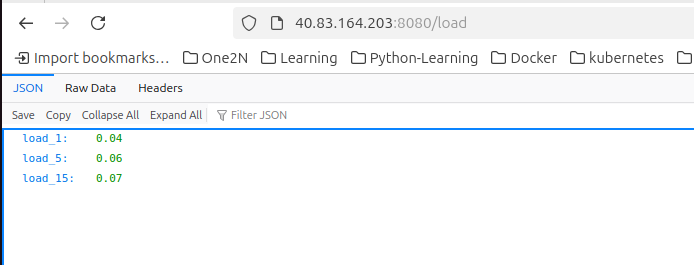 40.83.164.203:8080/load
Import bookmarks... One2N Learning Python-Learning Docker kubernetes
JSON Raw Data Headers
Save Copy Collapse All Expand All Filter JSON
load_1: 0.04
load_5: 0.06
load_15: 0.07